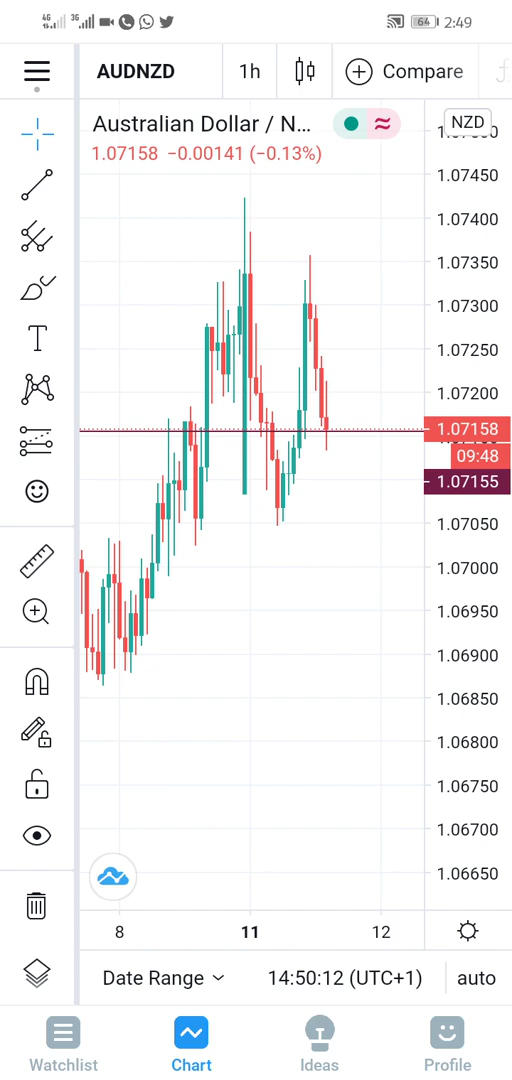 4G 3G 64 2:49
AUDNZD 1h Compare
Australian Dollar / N... NZD
1.07158 −0.00141 (−0.13%)
1.07450
1.07400
1.07350
1.07300
1.07250
1.07200
1.07158
09:48
1.07155
1.07050
1.07000
1.06950
1.06900
1.06850
1.06800
1.06750
1.06700
1.06650
8 11 12
Date Range 14:50:12 (UTC+1) auto
Watchlist Chart Ideas Profile